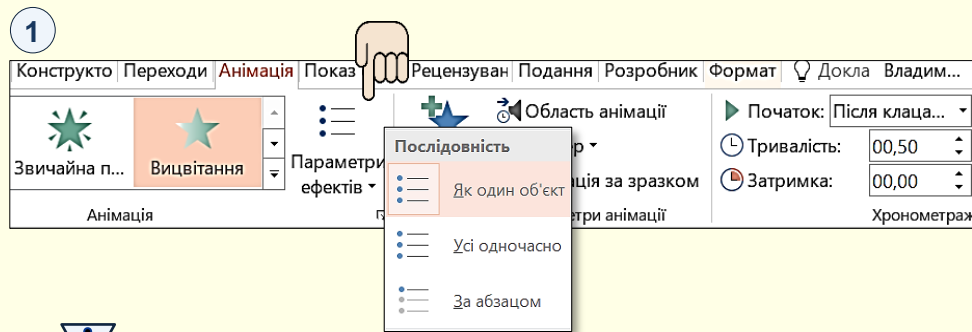 1
Конструкто Переходи Анімація Показ Рецензуван Подання Розробник Формат Докла Владим...
Звичайна п... Вицвітання
Параметри
ефектів
Область анімації
р
ція за зразком
Початок: Після клаца...
Тривалість: 00,50
Затримка: 00,00
Анімація
три анімації
Хронометраж
Послідовність
Як один об'єкт
Усі одночасно
За абзацом